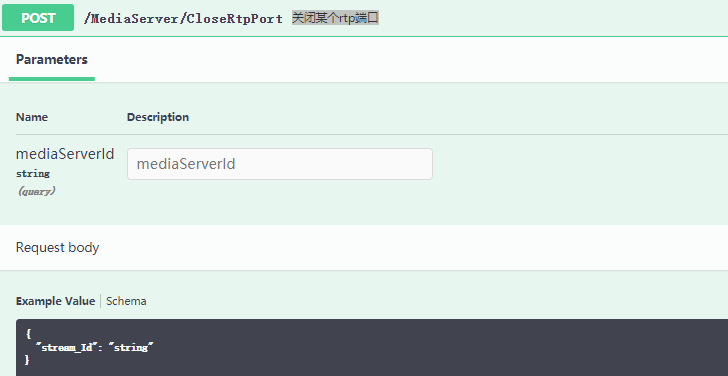 POST /MediaServer/CloseRtpPort 关闭某个rtp端口
Parameters
Name Description
mediaServerId mediaServerId
string
(query)
Request body
Example Value | Schema
{
"stream_Id": "string"
}